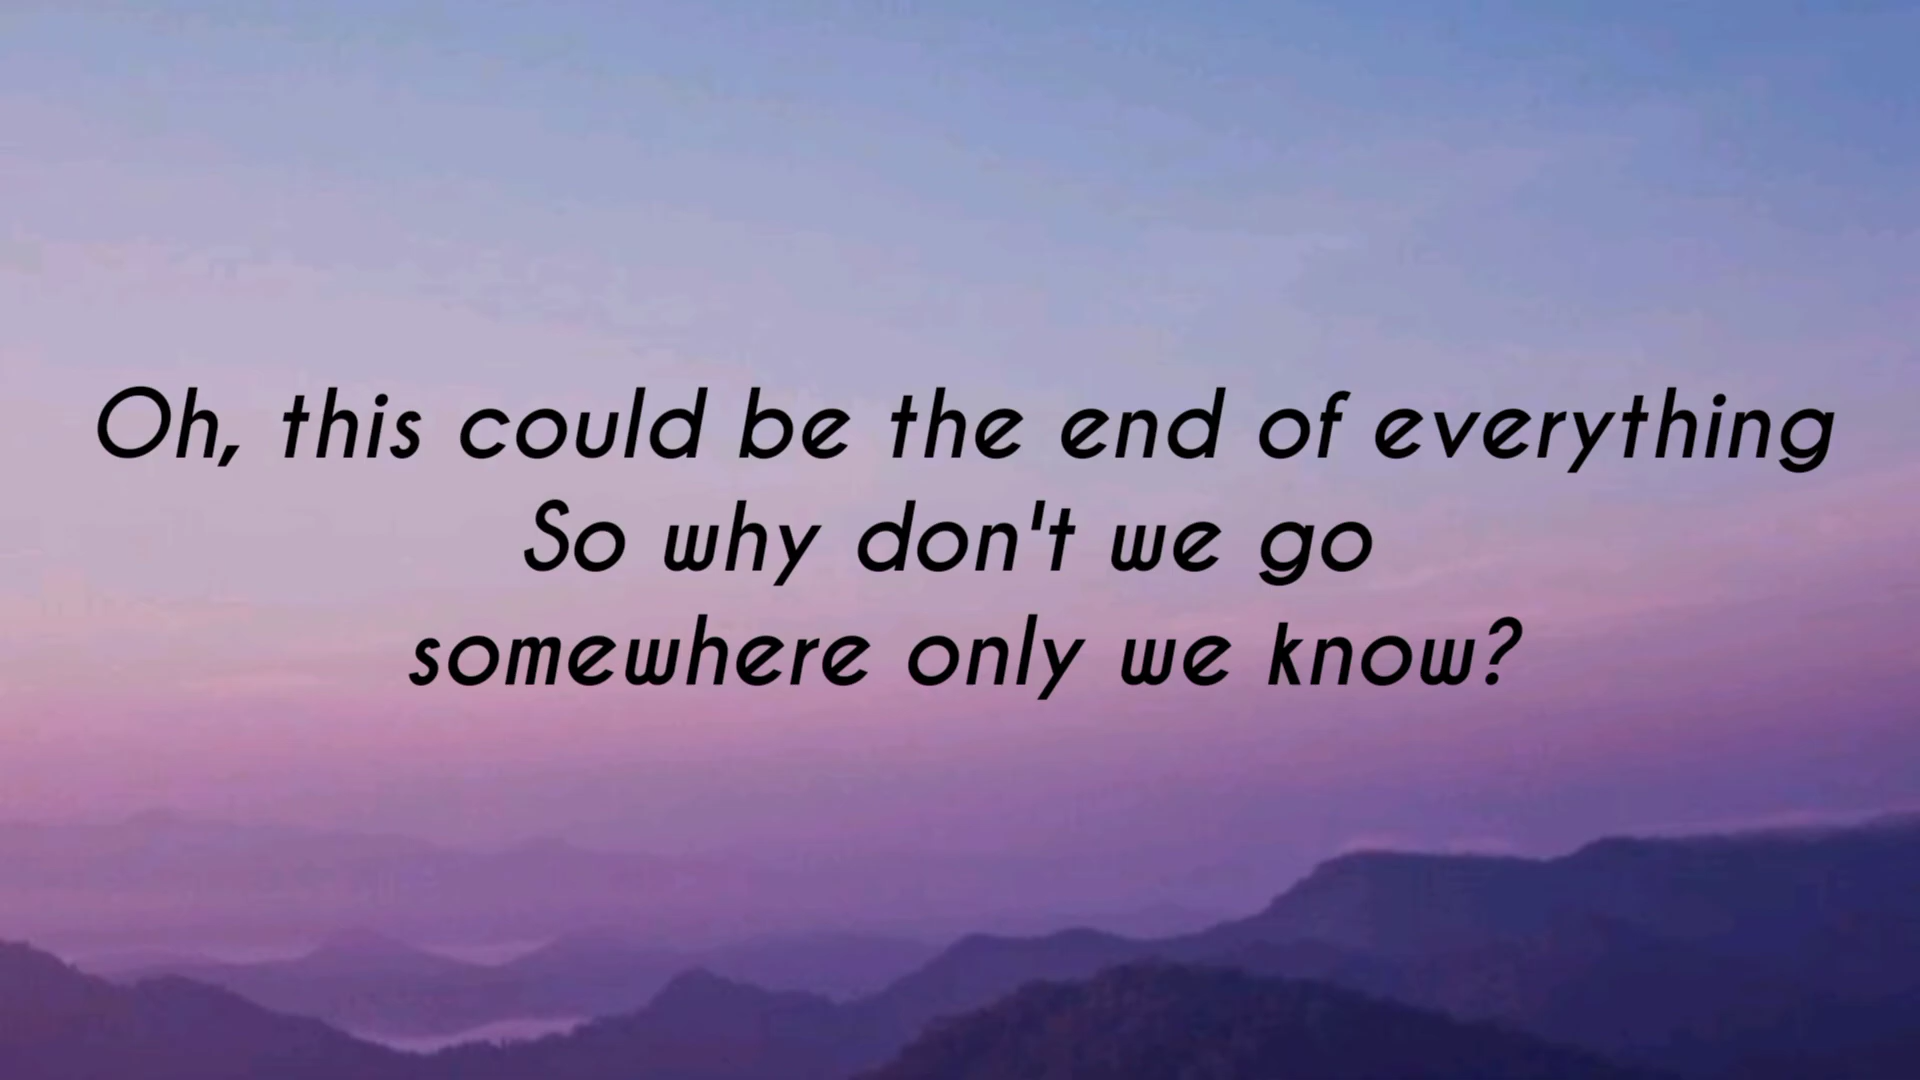 Oh, this could be the end of everything
So why don't we go
somewhere only we know?